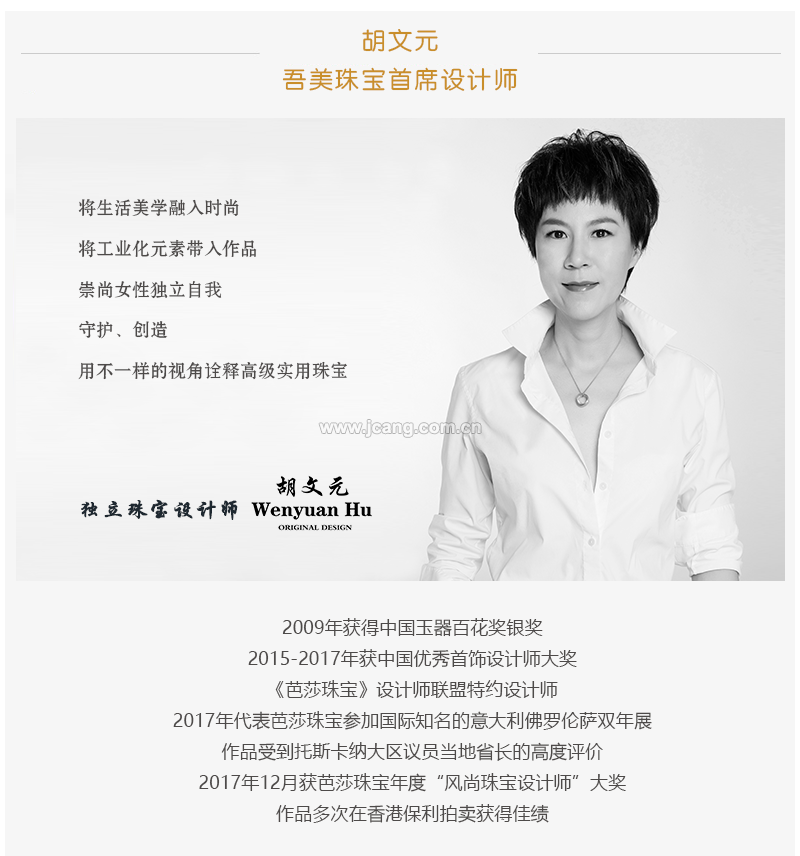 胡文元
吾美珠宝首席设计师
将生活美学融入时尚
将工业化元素带入作品
崇尚女性独立自我
守护、创造
用不一样的视角诠释高级实用珠宝
www.jcang.com.cn
独立珠宝设计师
胡文元
Wenyuan Hu
ORIGINAL DESIGN
2009年获得中国玉器百花奖银奖
2015-2017年获中国优秀首饰设计师大奖
《芭莎珠宝》设计师联盟特约设计师
2017年代表芭莎珠宝参加国际知名的意大利佛罗伦萨双年展
作品受到托斯卡纳大区议员当地省长的高度评价
2017年12月获芭莎珠宝年度“风尚珠宝设计师”大奖
作品多次在香港保利拍卖获得佳绩